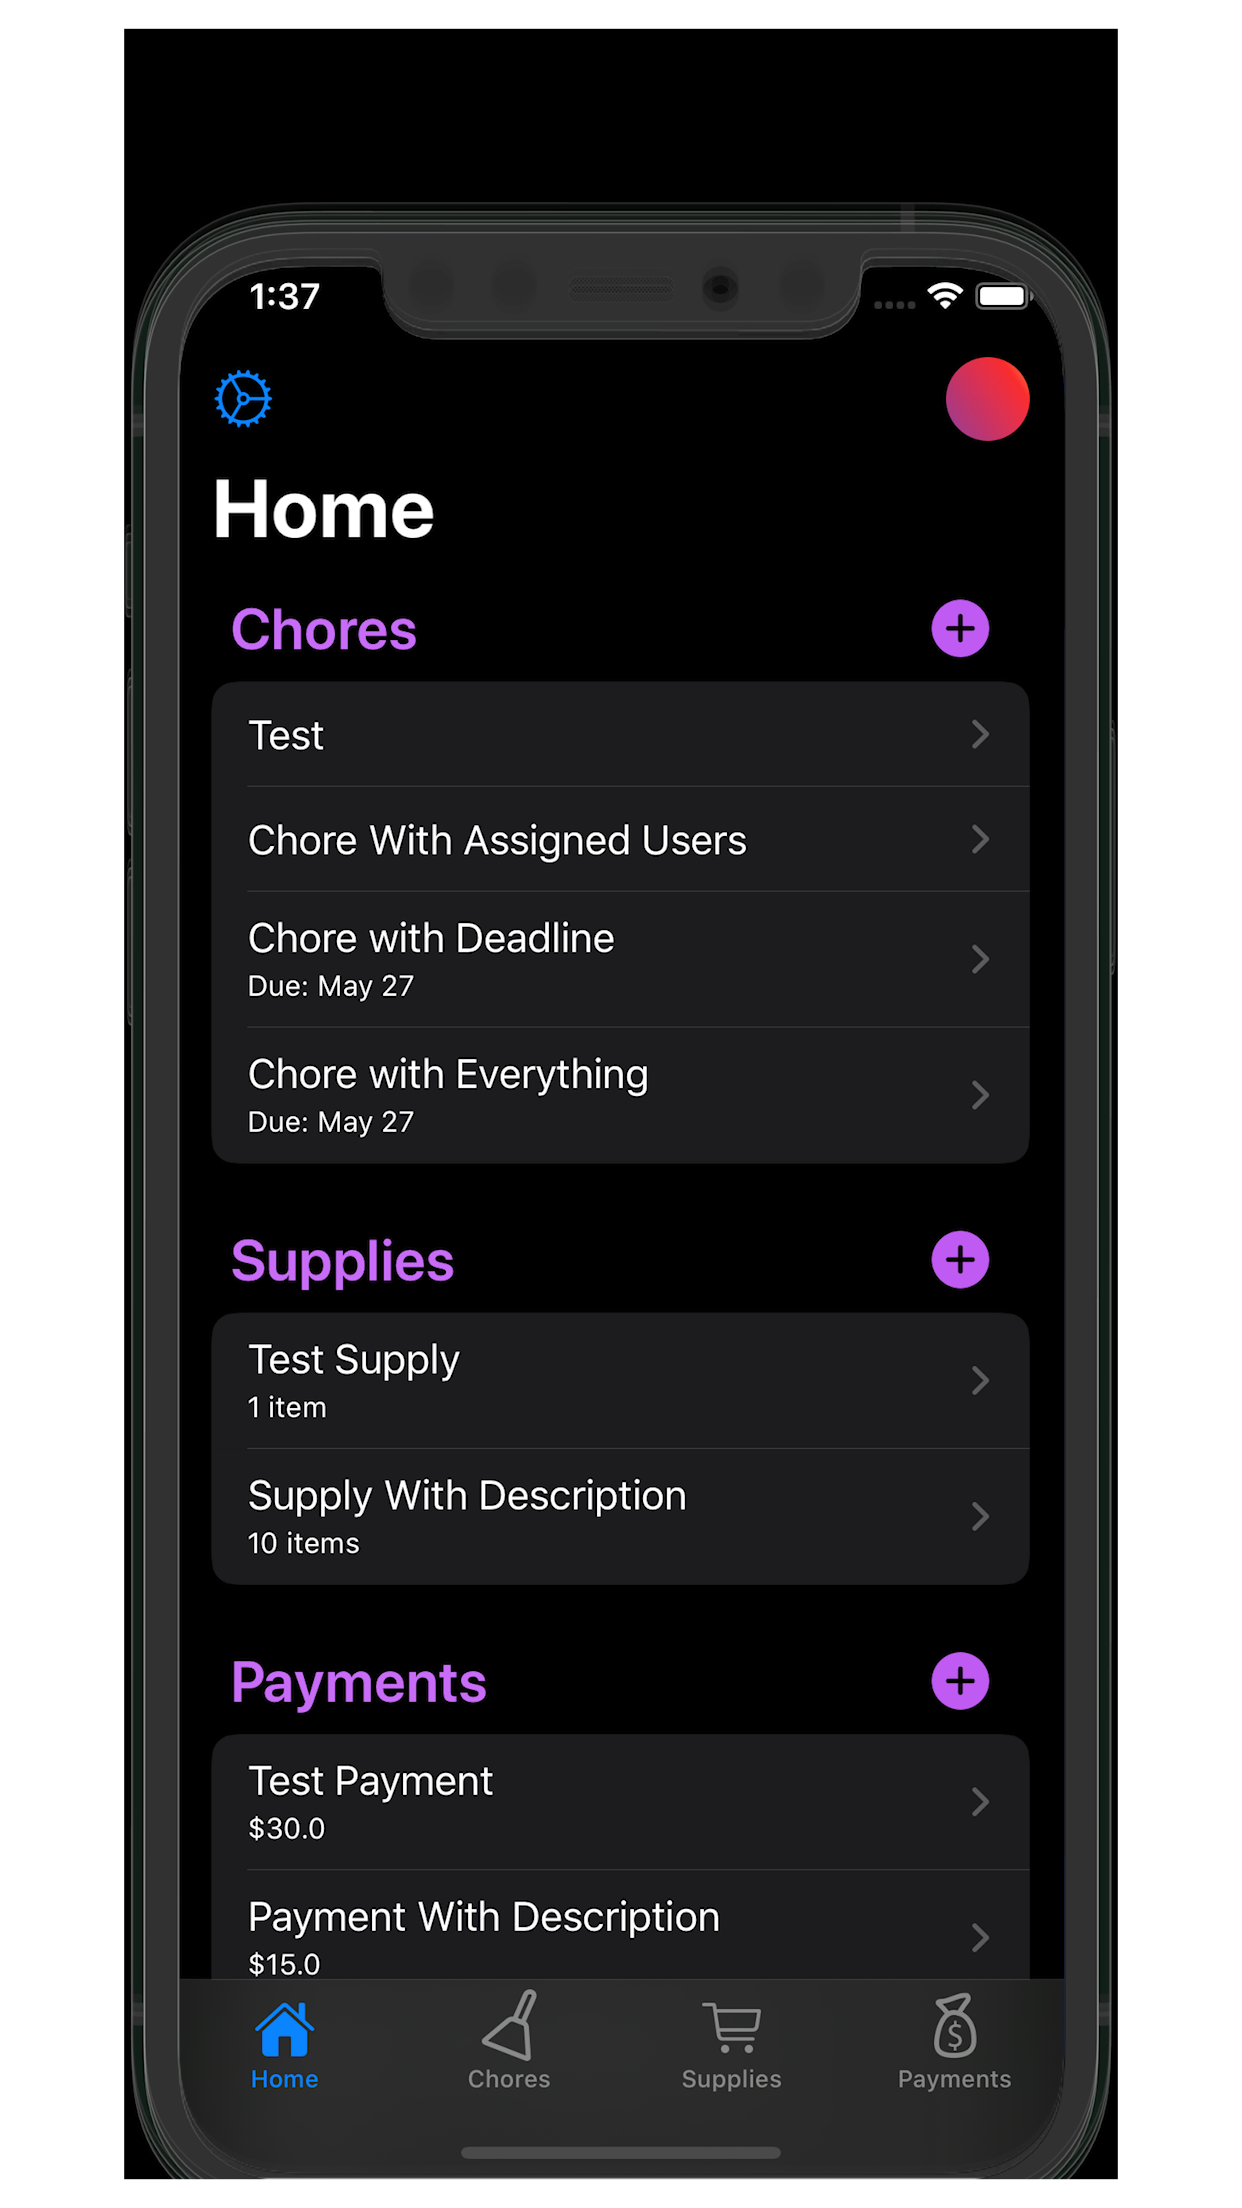 1:37
Home
Chores
Test
Chore With Assigned Users
Chore with Deadline
Due: May 27
Chore with Everything
Due: May 27
Supplies
Test Supply
1 item
Supply With Description
10 items
Payments
Test Payment
$30.0
Payment With Description
$15.0
Home
Chores
Supplies
Payments